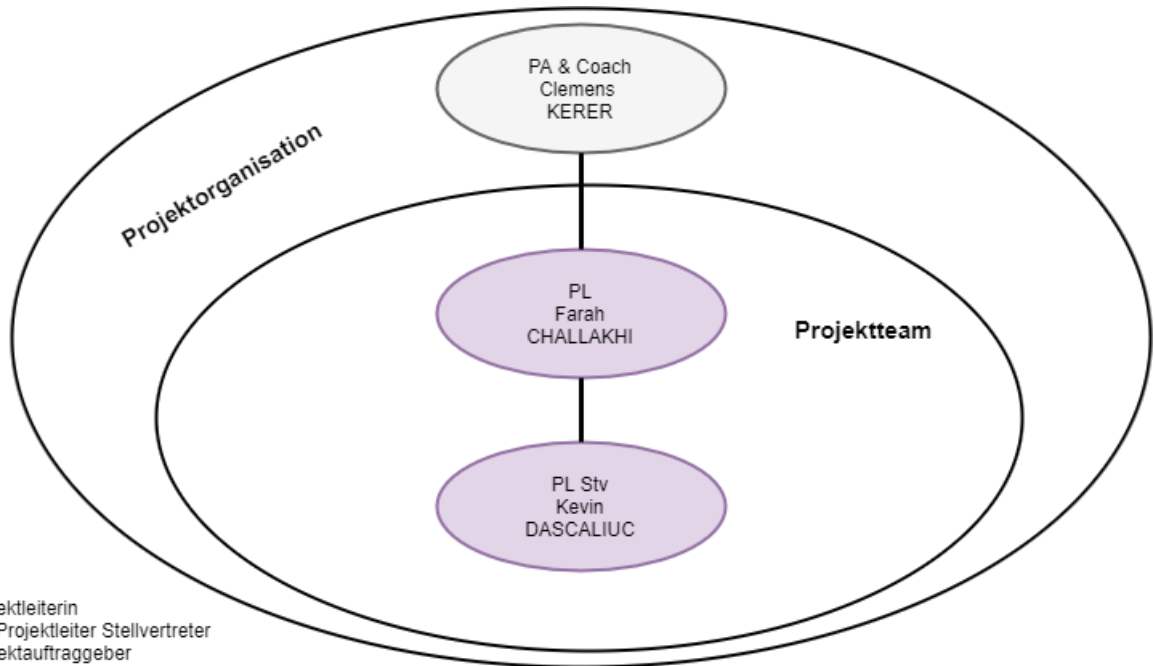 PA & Coach
Clemens
KERER
Projektorganisation
PL
Farah
CHALLAKHI
Projektteam
PL Stv
Kevin
DASCALIUC
ektleiterin
Projektleiter Stellvertreter
ektauftraggeber